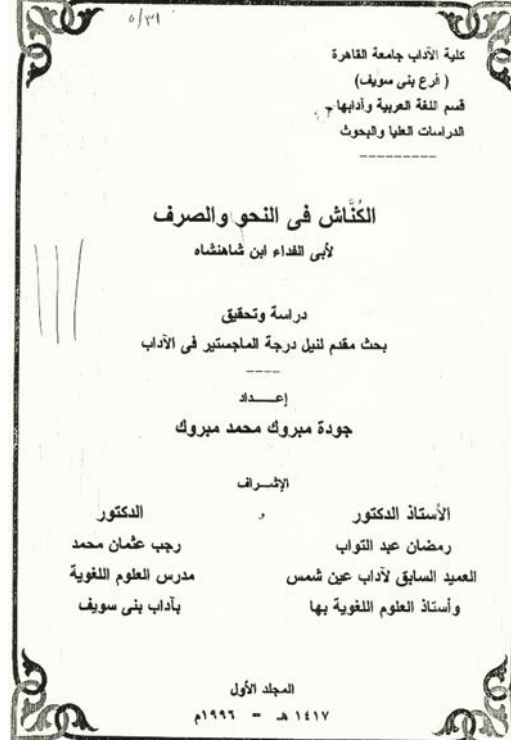 ٥/٣١
كلية الآداب جامعة القاهرة
( فرع بنى سويف)
قسم اللغة العربية وآدابها
الدراسات العليا والبحوث
الكُنَّاش فى النحو والصرف
لأبى الفداء ابن شاهنشاه
دراسة وتحقيق
بحث مقدم لنيل درجة الماجستير فى الآداب
إعــــداد
جودة مبروك محمد مبروك
الإشــراف
الأستاذ الدكتور و الدكتور
رمضان عبد التواب رجب عثمان محمد
العميد السابق لآداب عين شمس مدرس العلوم اللغوية
وأستاذ العلوم اللغوية بها بآداب بنى سويف
المجلد الأول
١٤١٧ هـ = ١٩٩٦م